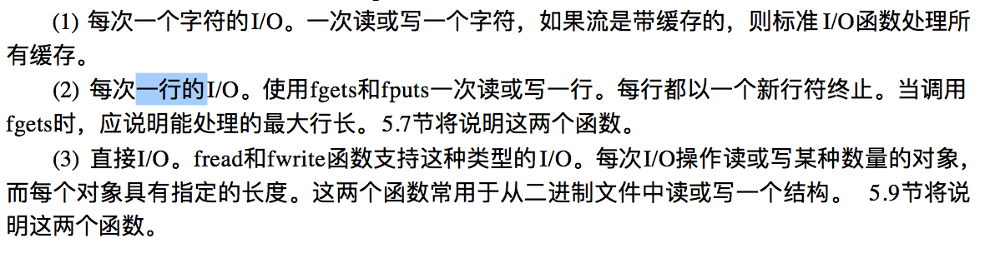 (1) 每次一个字符的I/O。一次读或写一个字符，如果流是带缓存的，则标准I/O函数处理所
有缓存。
(2) 每次一行的I/O。使用fgets和fputs一次读或写一行。每行都以一个新行符终止。当调用
fgets时，应说明能处理的最大行长。5.7节将说明这两个函数。
(3) 直接I/O。fread和fwrite函数支持这种类型的I/O。每次I/O操作读或写某种数量的对象，
而每个对象具有指定的长度。这两个函数常用于从二进制文件中读或写一个结构。 5.9节将说
明这两个函数。